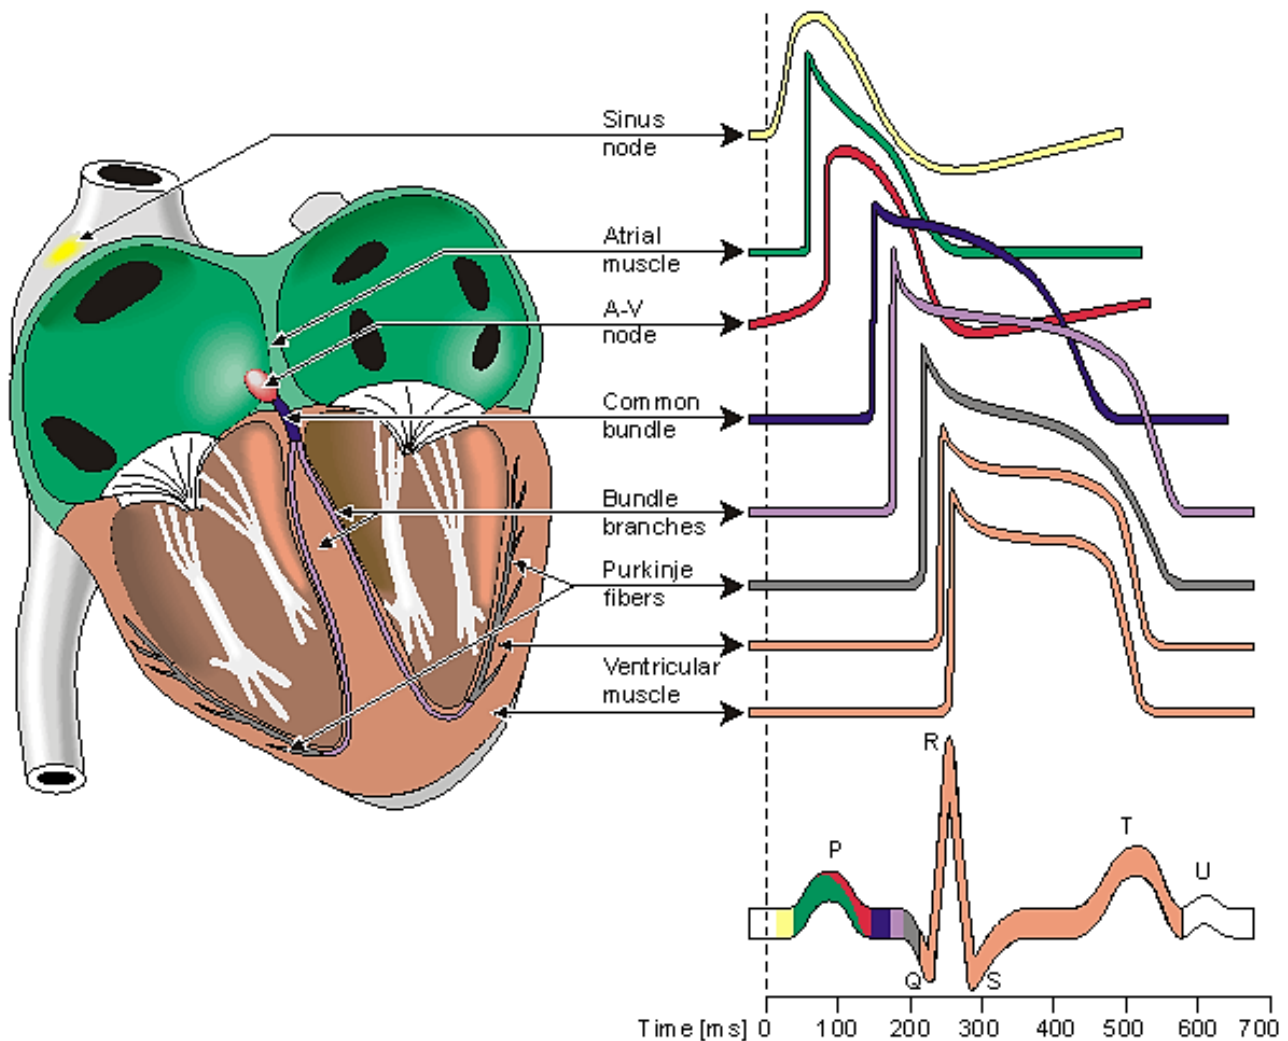 Sinus
node
Atrial
muscle
A-V
node
Common
bundle
Bundle
branches
Purkinje
fibers
Ventricular
muscle
R
P
T
U
Q
S
Time [ms] 0 100 200 300 400 500 600 700